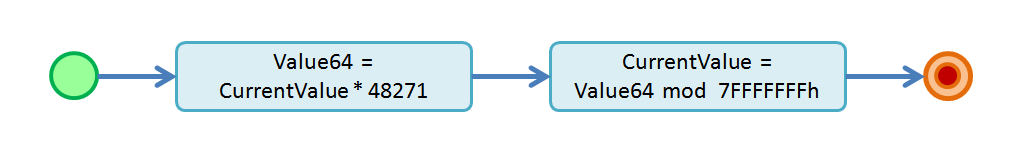 Value64 =
CurrentValue * 48271
CurrentValue =
Value64 mod 7FFFFFFFh